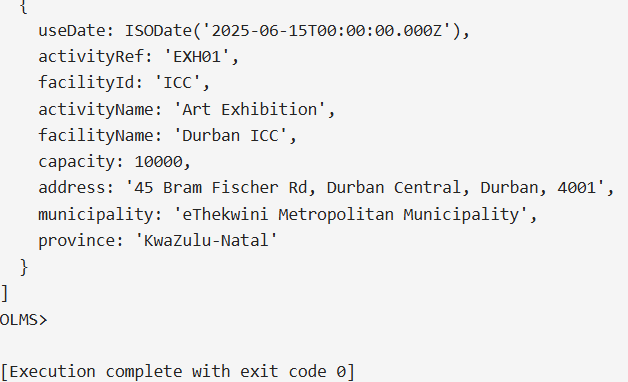 {
useDate: ISODate('2025-06-15T00:00:00.000Z'),
activityRef: 'EXH01',
facilityId: 'ICC',
activityName: 'Art Exhibition',
facilityName: 'Durban ICC',
capacity: 10000,
address: '45 Bram Fischer Rd, Durban Central, Durban, 4001',
municipality: 'eThekwini Metropolitan Municipality',
province: 'KwaZulu-Natal'
}
]
OLMS>
[Execution complete with exit code 0]